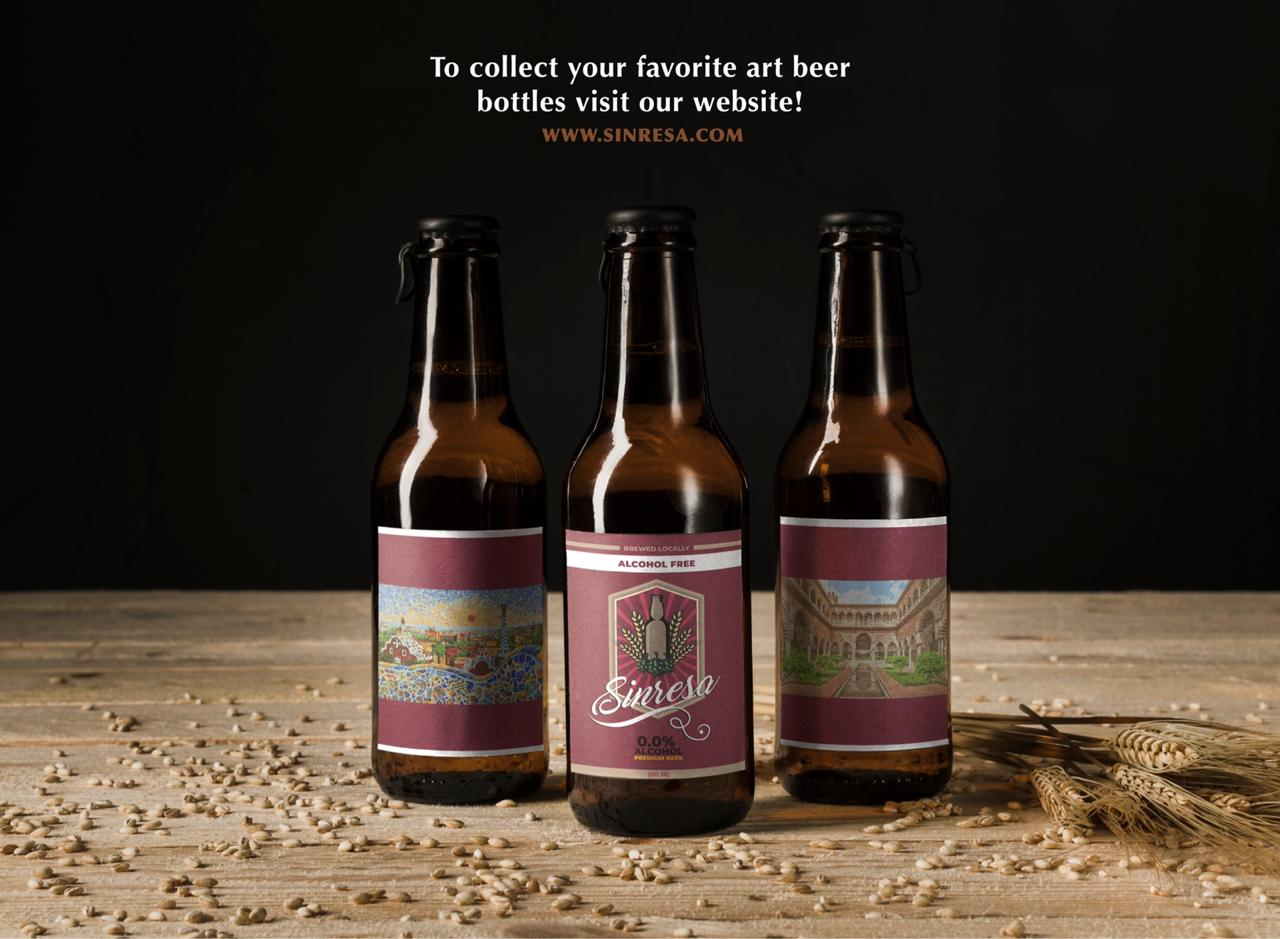 To collect your favorite art beer
bottles visit our website!
WWW.SINRESA.COM
BREWED LOCALLY
ALCOHOL FREE
Sinresa
0.0%
ALCOHOL
PREMIUM BEER